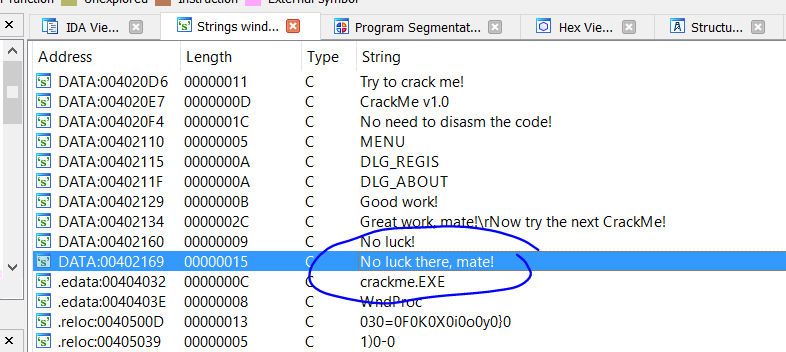 Function Unexplored Instruction External symbol
IDA Vie... Strings wind... Program Segmentat... Hex Vie... Structu...
Address Length Type String
DATA:004020D6 00000011 C Try to crack me!
DATA:004020E7 0000000D C CrackMe v1.0
DATA:004020F4 0000001C C No need to disasm the code!
DATA:00402110 00000005 C MENU
DATA:00402115 0000000A C DLG_REGIS
DATA:0040211F 0000000A C DLG_ABOUT
DATA:00402129 0000000B C Good work!
DATA:00402134 0000002C C Great work, mate!\rNow try the next CrackMe!
DATA:00402160 00000009 C No luck!
DATA:00402169 00000015 C No luck there, mate!
.edata:00404032 0000000C C crackme.EXE
.edata:0040403E 00000008 C WndProc
.reloc:0040500D 00000013 C 030=0F0K0X0i0o0y0}0
.reloc:00405039 00000005 C 1)0-0